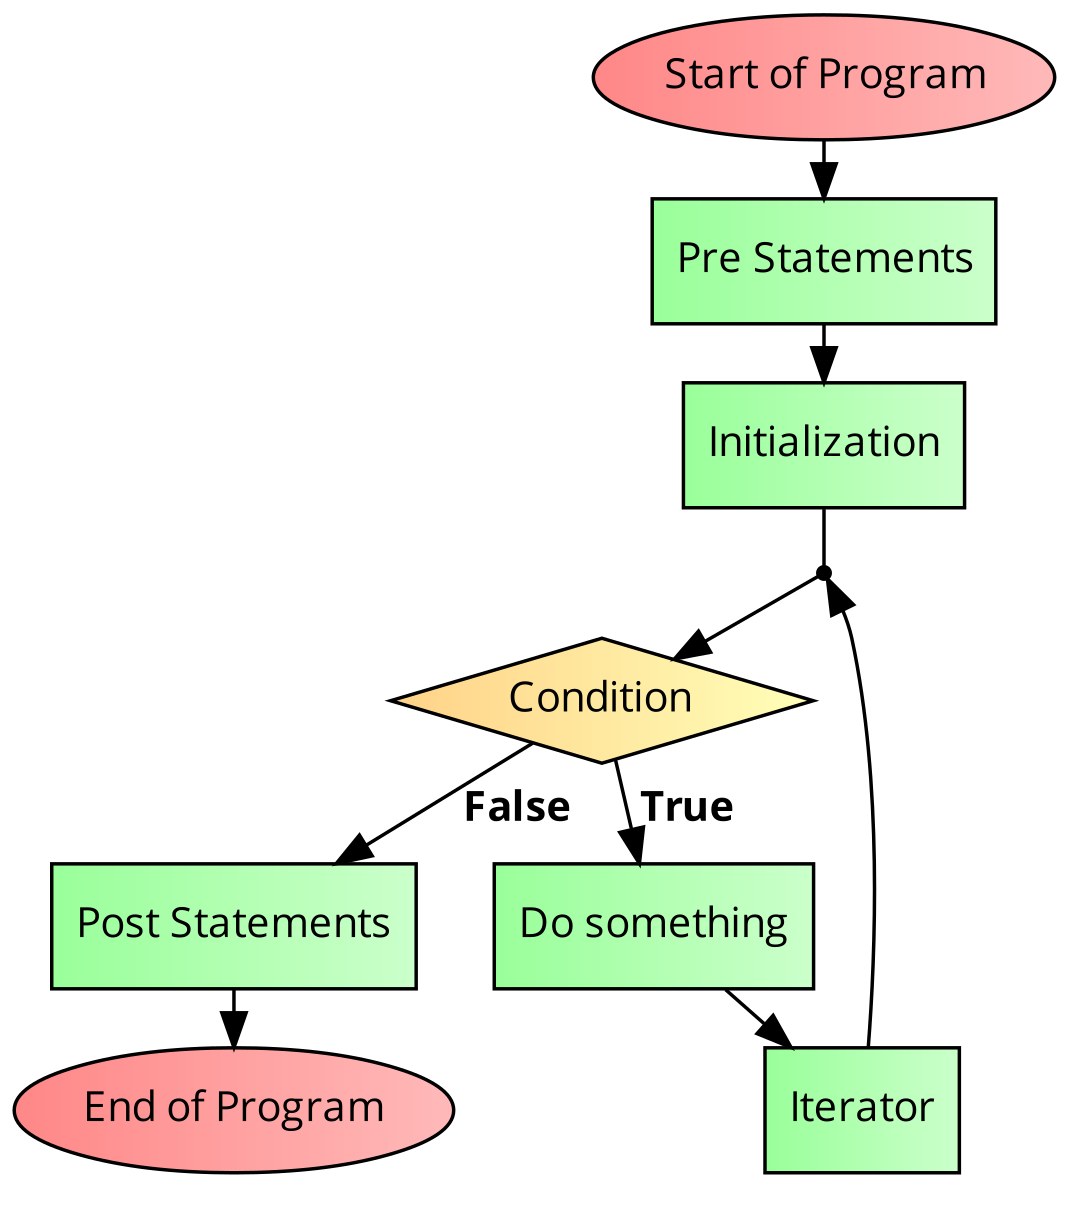 Start of Program
Pre Statements
Initialization
Condition
False
True
Post Statements
Do something
End of Program
Iterator